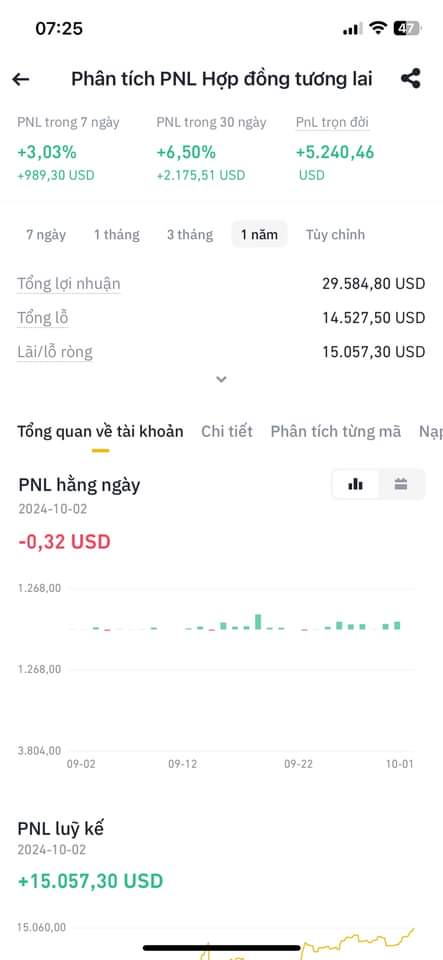 07:25
47
Phân tích PNL Hợp đồng tương lai
PNL trong 7 ngày PNL trong 30 ngày PnL trọn đời
+3,03% +6,50% +5.240,46
+989,30 USD +2.175,51 USD USD
7 ngày 1 tháng 3 tháng 1 năm Tùy chỉnh
Tổng lợi nhuận 29.584,80 USD
Tổng lỗ 14.527,50 USD
Lãi/lỗ ròng 15.057,30 USD
Tổng quan về tài khoản Chi tiết Phân tích từng mã Nạp
PNL hằng ngày
2024-10-02
-0,32 USD
1.268,00
1.268,00
3.804,00
09-02 09-12 09-22 10-01
PNL luỹ kế
2024-10-02
+15.057,30 USD
15.060,00